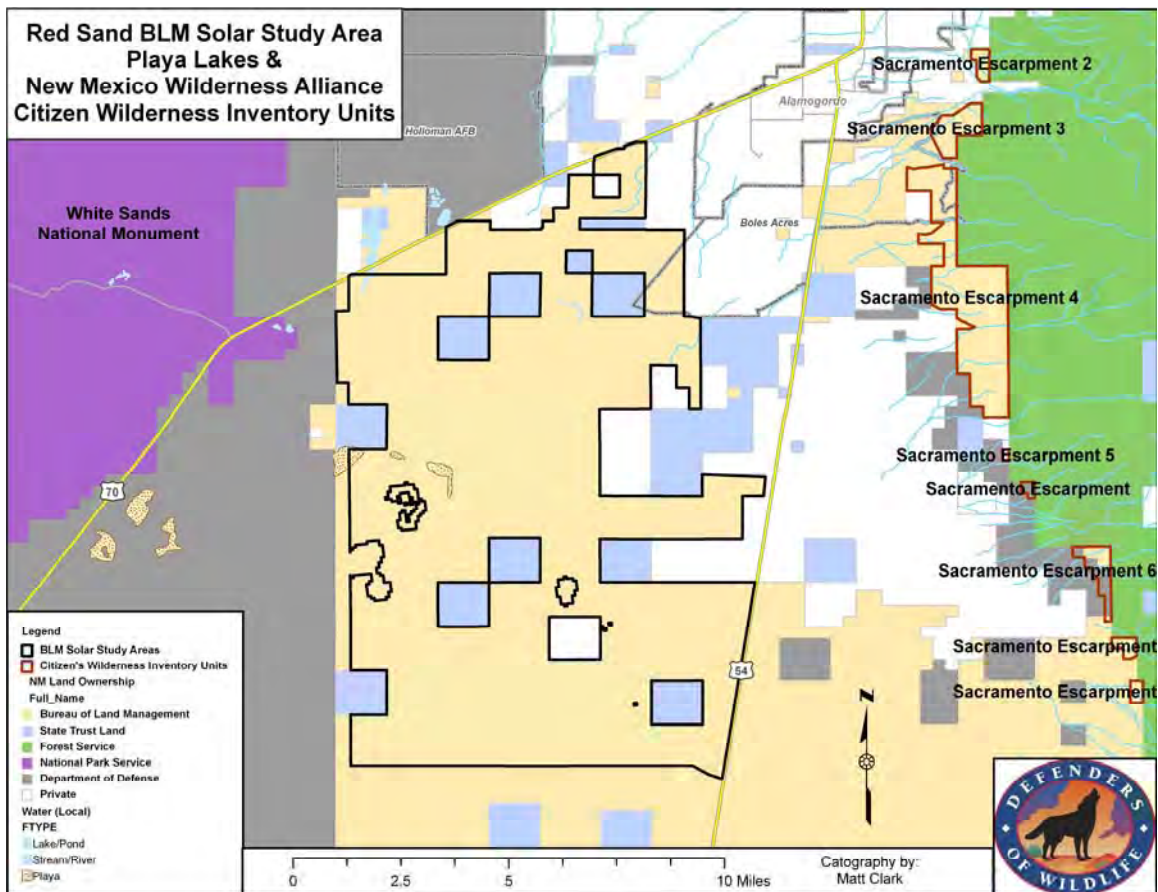 Red Sand BLM Solar Study Area
Playa Lakes &
New Mexico Wilderness Alliance
Citizen Wilderness Inventory Units
Sacramento Escarpment 2
Alamogordo
Holloman AFB
Sacramento Escarpment 3
White Sands
National Monument
Boles Acres
Sacramento Escarpment 4
Sacramento Escarpment 5
Sacramento Escarpment
70
Sacramento Escarpment 6
Sacramento Escarpment
54
Sacramento Escarpment
Legend
BLM Solar Study Areas
Citizen's Wilderness Inventory Units
NM Land Ownership
Full_Name
Bureau of Land Management
State Trust Land
Forest Service
National Park Service
Department of Defense
Private
Water (Local)
FTYPE
Lake/Pond
Stream/River
Playa
N
0 2.5 5 10 Miles
Catography by:
Matt Clark
DEFENDERS
OF WILDLIFE